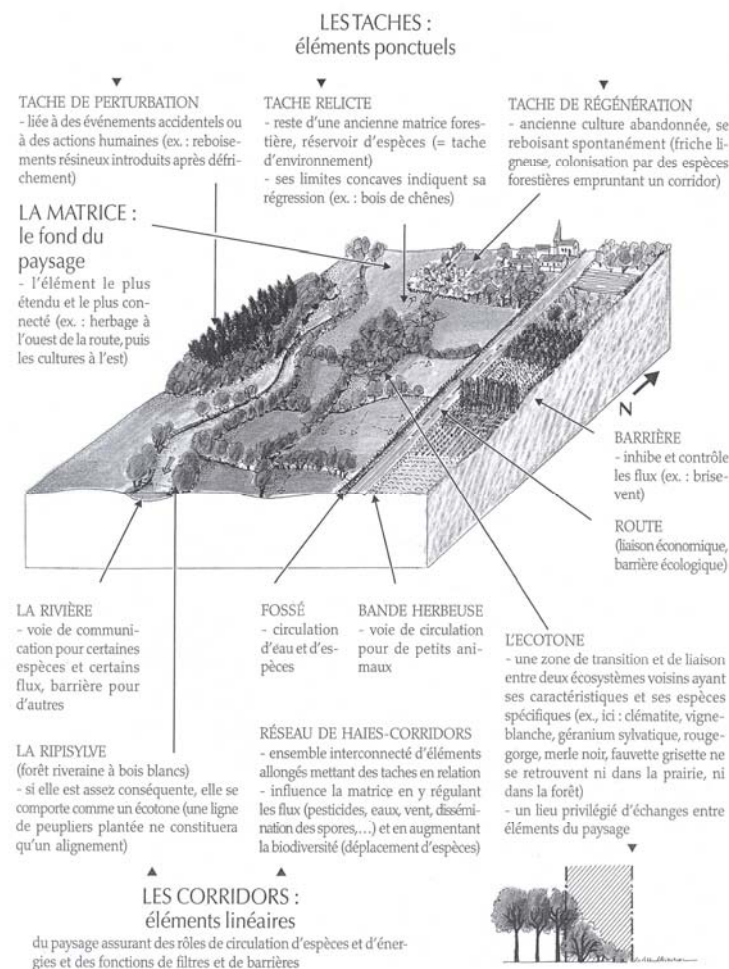 LES TACHES :
éléments ponctuels
TACHE DE PERTURBATION
- liée à des événements accidentels ou
à des actions humaines (ex. : reboise-
ments résineux introduits après défri-
chement)
TACHE RELICTE
- reste d'une ancienne matrice fores-
tière, réservoir d'espèces (= tache
d'environnement)
- ses limites concaves indiquent sa
régression (ex. : bois de chênes)
TACHE DE RÉGÉNÉRATION
- ancienne culture abandonnée, se
reboisant spontanément (friche li-
gneuse, colonisation par des espèces
forestières empruntant un corridor)
LA MATRICE :
le fond du
paysage
- l'élément le plus
étendu et le plus con-
necté (ex. : herbage à
l'ouest de la route, puis
les cultures à l'est)
N
BARRIÈRE
- inhibe et contrôle
les flux (ex. : brise-
vent)
ROUTE
(liaison économique,
barrière écologique)
LA RIVIÈRE
- voie de communi-
cation pour certaines
espèces et certains
flux, barrière pour
d'autres
FOSSÉ
- circulation
d'eau et d'es-
pèces
BANDE HERBEUSE
- voie de circulation
pour de petits ani-
maux
L'ECOTONE
- une zone de transition et de liaison
entre deux écosystèmes voisins ayant
ses caractéristiques et ses espèces
spécifiques (ex., ici : clématite, vigne-
blanche, géranium sylvatique, rouge-
gorge, merle noir, fauvette grisette ne
se retrouvent ni dans la prairie, ni
dans la forêt)
- un lieu privilégié d'échanges entre
éléments du paysage
LA RIPISYLVE
(forêt riveraine à bois blancs)
- si elle est assez conséquente, elle se
comporte comme un écotone (une ligne
de peupliers plantée ne constituera
qu'un alignement)
RÉSEAU DE HAIES-CORRIDORS
- ensemble interconnecté d'éléments
allongés mettant des taches en relation
- influence la matrice en y régulant
les flux (pesticides, eaux, vent, dissémi-
nation des spores,...) et en augmentant
la biodiversité (déplacement d'espèces)
LES CORRIDORS :
éléments linéaires
du paysage assurant des rôles de circulation d'espèces et d'éner-
gies et des fonctions de filtres et de barrières